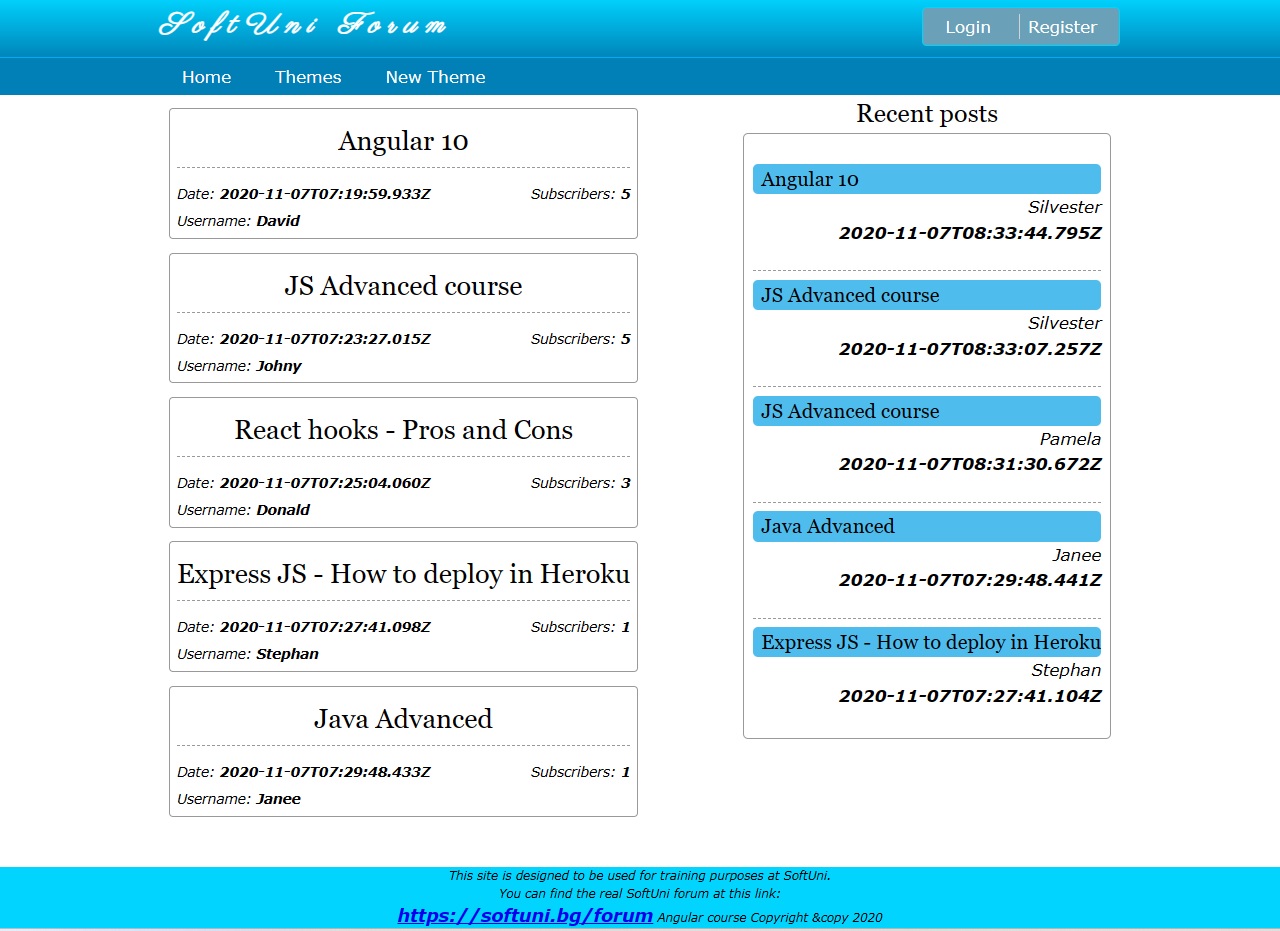 SoftUni Forum
Login Register
Home Themes New Theme
Angular 10
Date: 2020-11-07T07:19:59.933Z Subscribers: 5
Username: David
JS Advanced course
Date: 2020-11-07T07:23:27.015Z Subscribers: 5
Username: Johny
React hooks - Pros and Cons
Date: 2020-11-07T07:25:04.060Z Subscribers: 3
Username: Donald
Express JS - How to deploy in Heroku
Date: 2020-11-07T07:27:41.098Z Subscribers: 1
Username: Stephan
Java Advanced
Date: 2020-11-07T07:29:48.433Z Subscribers: 1
Username: Janee
Recent posts
Angular 10
Silvester
2020-11-07T08:33:44.795Z
JS Advanced course
Silvester
2020-11-07T08:33:07.257Z
JS Advanced course
Pamela
2020-11-07T08:31:30.672Z
Java Advanced
Janee
2020-11-07T07:29:48.441Z
Express JS - How to deploy in Heroku
Stephan
2020-11-07T07:27:41.104Z
This site is designed to be used for training purposes at SoftUni.
You can find the real SoftUni forum at this link:
https://softuni.bg/forum Angular course Copyright &copy 2020